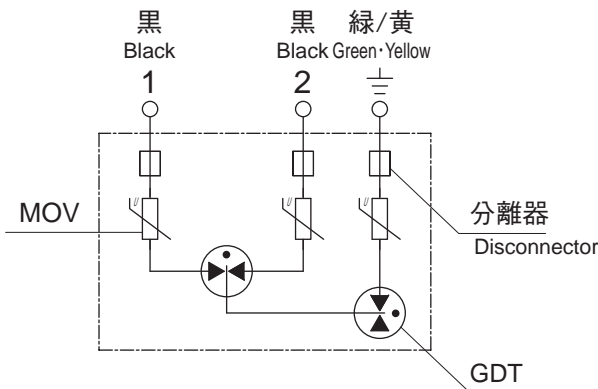 黒
Black
1
黒
Black
2
緑/黄
Green·Yellow
MOV
U
U
U
分離器
Disconnector
GDT